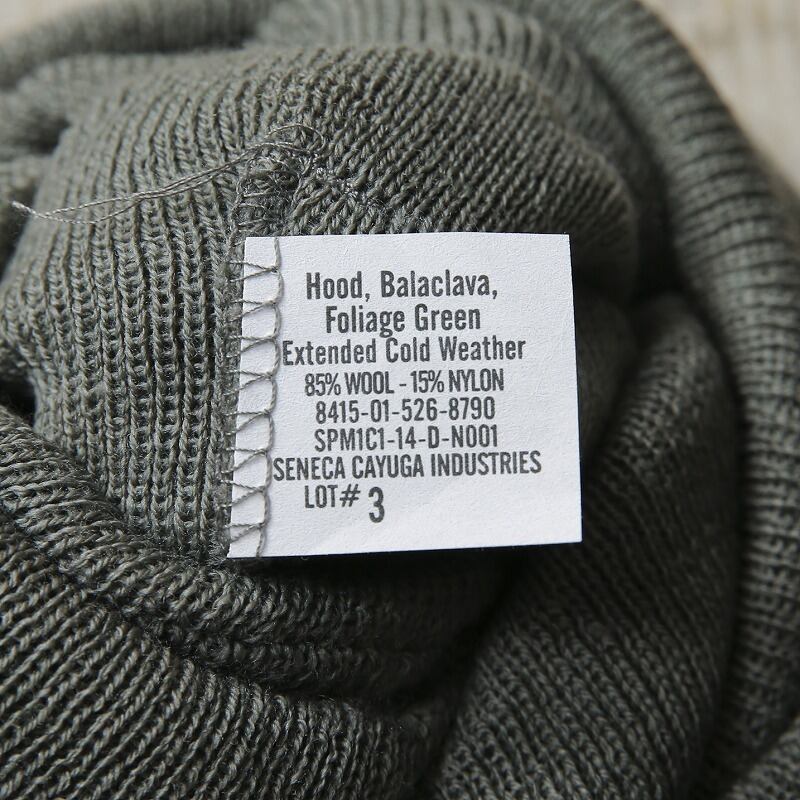 Hood, Balaclava,
Foliage Green
Extended Cold Weather
85% WOOL - 15% NYLON
8415-01-526-8790
SPM1C1-14-D-N001
SENECA CAYUGA INDUSTRIES
LOT# 3